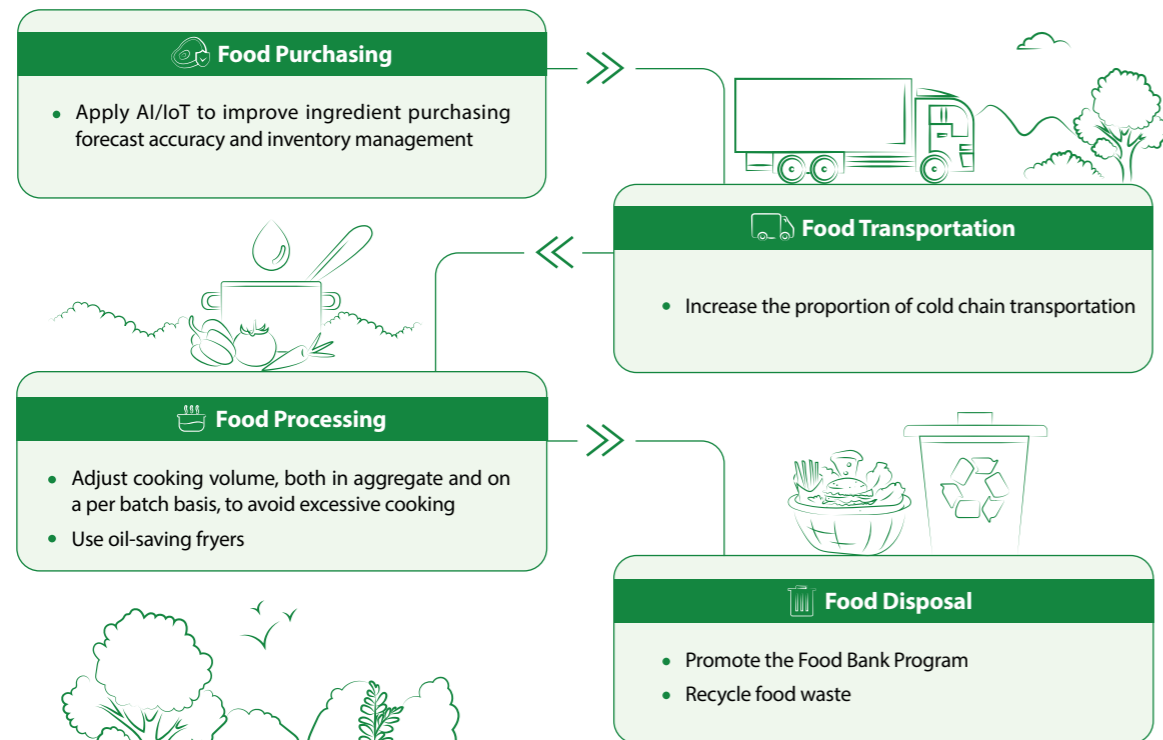 Food Purchasing
• Apply AI/IoT to improve ingredient purchasing
forecast accuracy and inventory management
Food Transportation
• Increase the proportion of cold chain transportation
Food Processing
• Adjust cooking volume, both in aggregate and on
a per batch basis, to avoid excessive cooking
• Use oil-saving fryers
Food Disposal
• Promote the Food Bank Program
• Recycle food waste